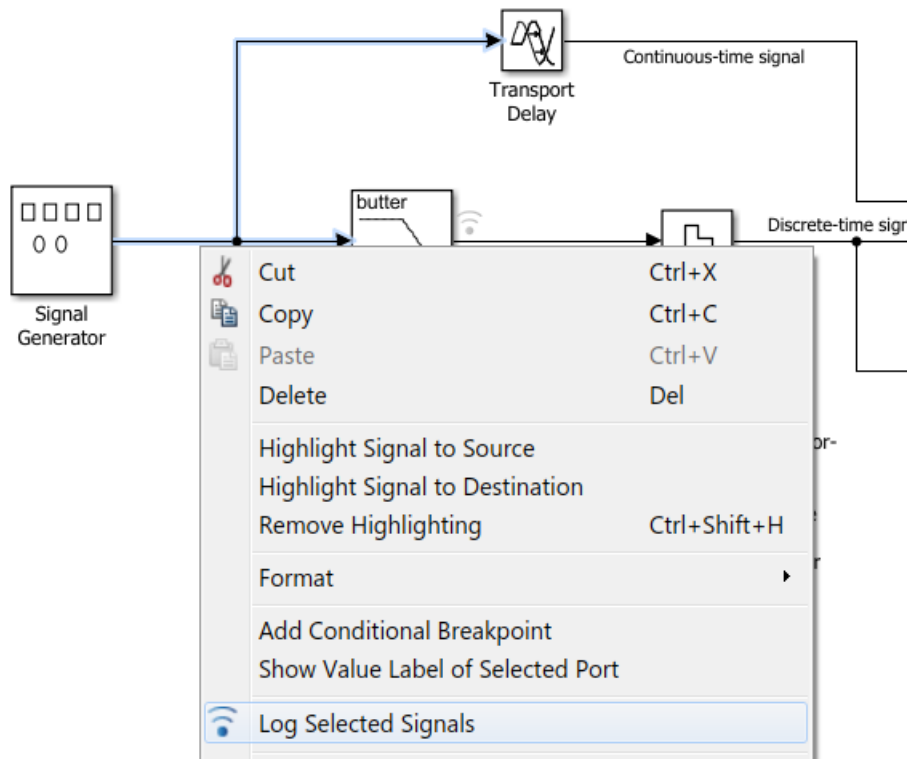 Continuous-time signal
Transport
Delay
butter
Discrete-time
Signal
Generator
Cut Ctrl+X
Copy Ctrl+C
Paste Ctrl+V
Delete Del
Highlight Signal to Source
Highlight Signal to Destination
Remove Highlighting Ctrl+Shift+H
Format
Add Conditional Breakpoint
Show Value Label of Selected Port
Log Selected Signals